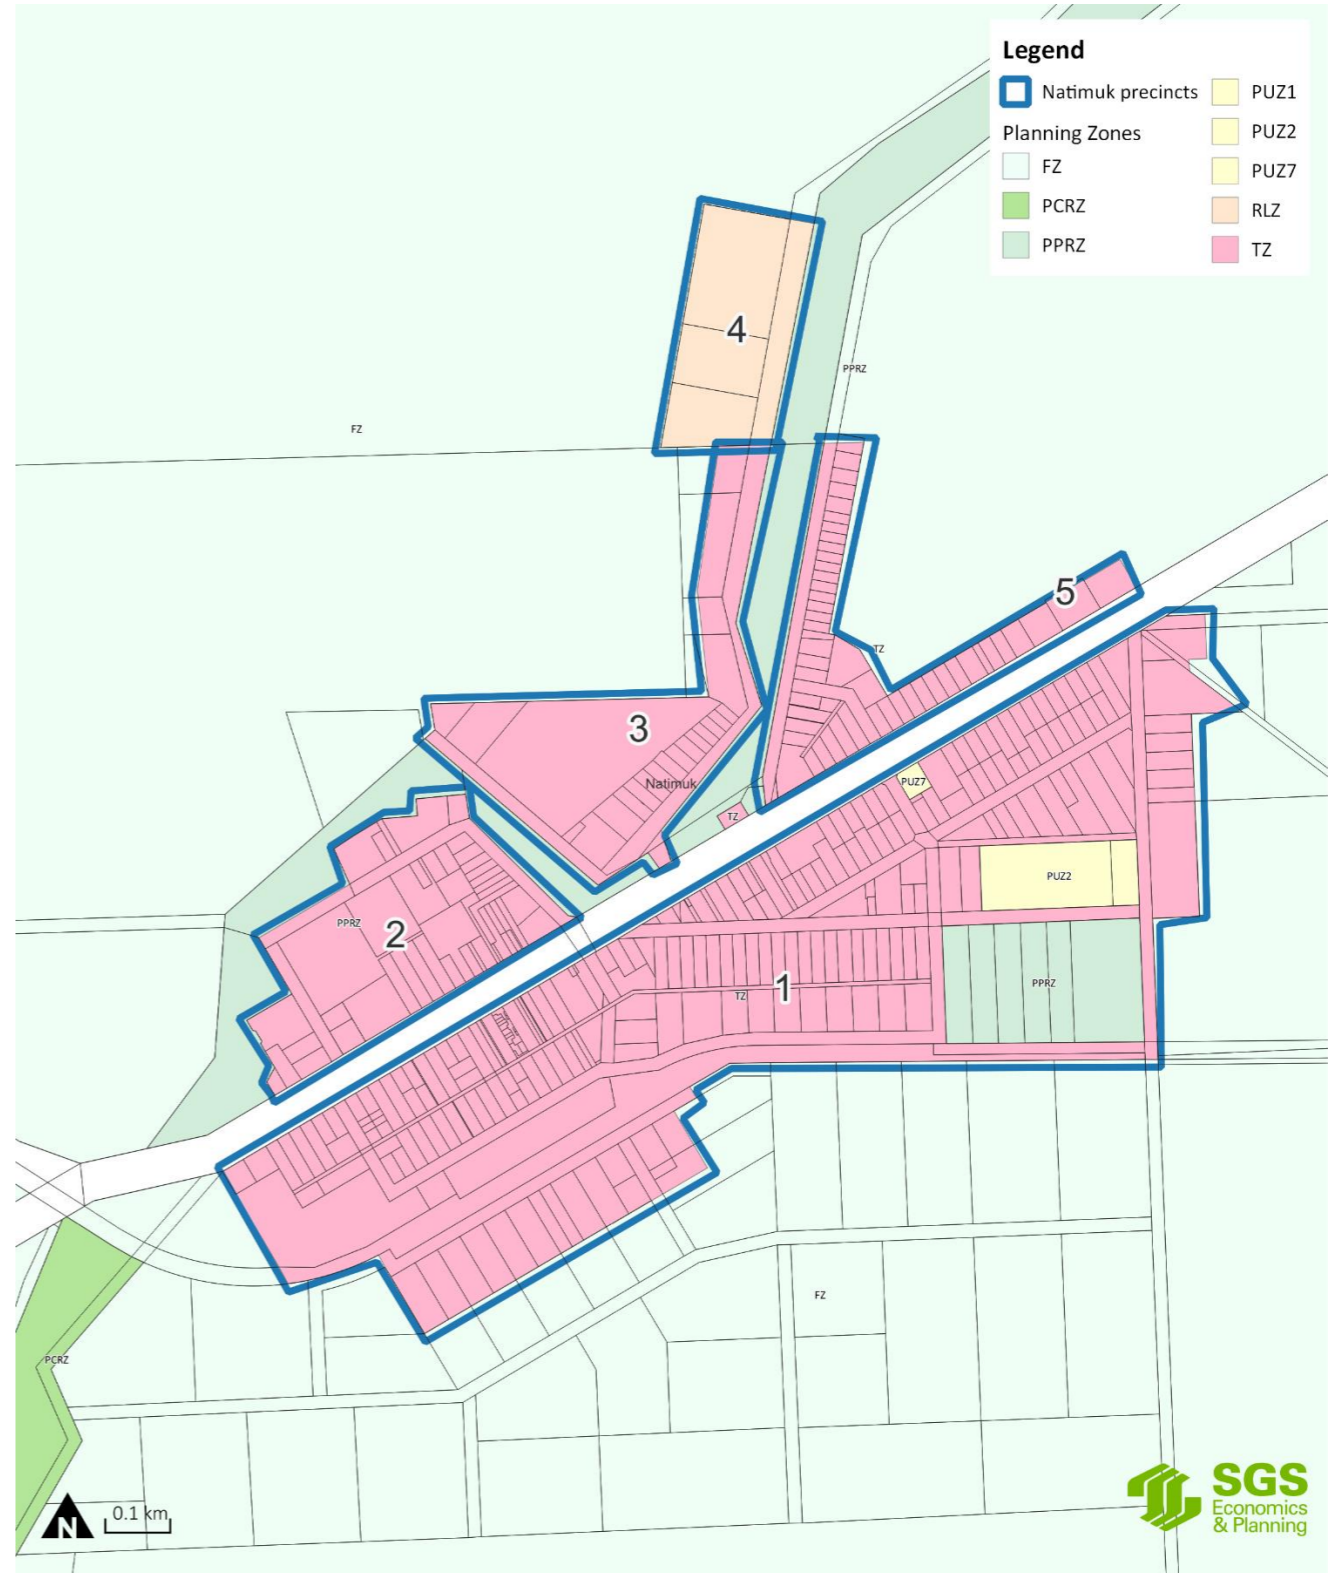 Legend
Natimuk precincts
Planning Zones
FZ
PCRZ
PPRZ
PUZ1
PUZ2
PUZ7
RLZ
TZ
4
PPRZ
FZ
5
TZ
3
Natimuk
PUZ7
TZ
PUZ2
PPRZ
2
1
TZ
PPRZ
FZ
PCRZ
N
0.1 km
SGS
Economics
& Planning